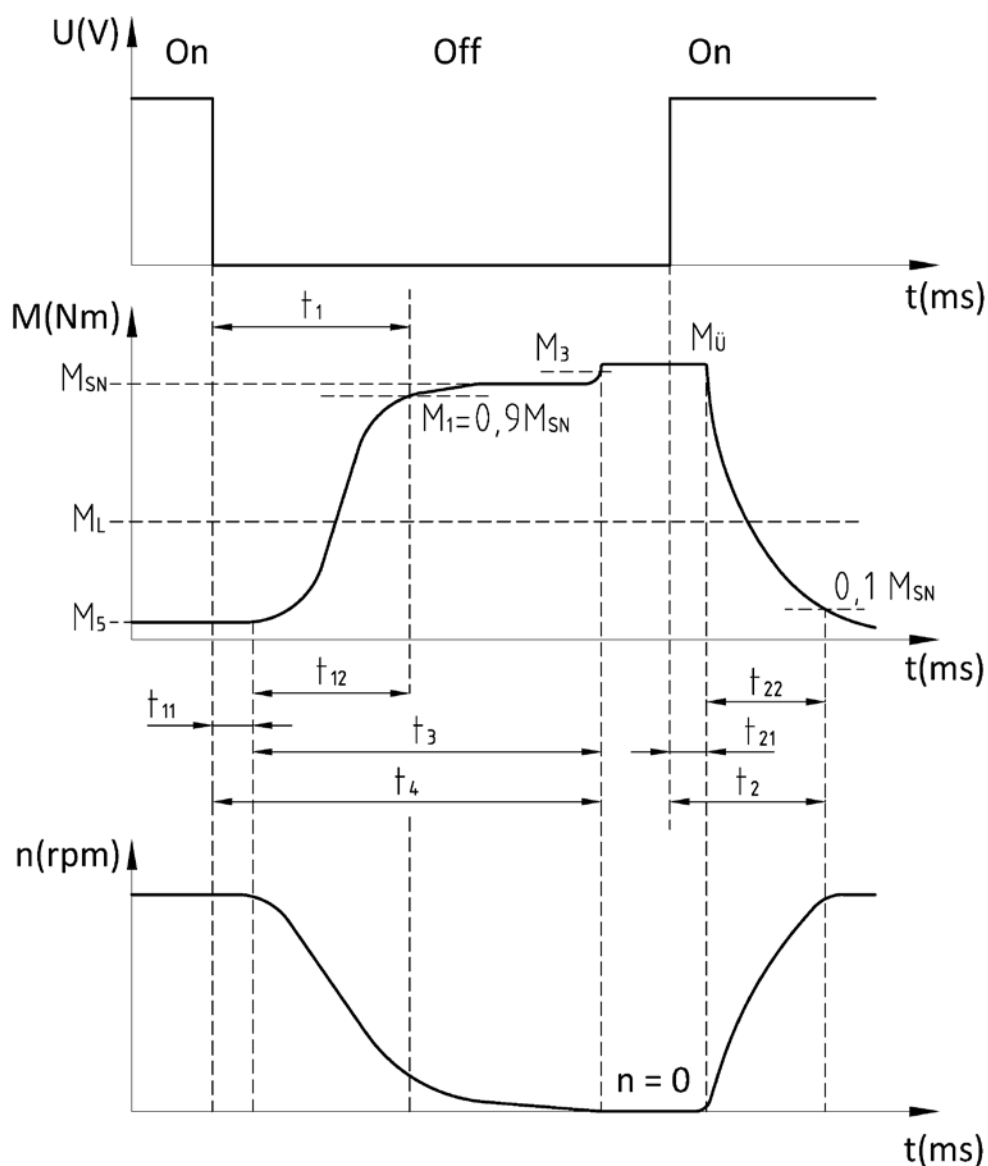 U(V)
On
Off
On
t(ms)
M(Nm)
t₁
M₃
MÜ
MSN
M₁=0,9MSN
ML
0,1 MSN
M₅
t(ms)
t₁₂
t₂₂
t₁₁
t₃
t₂₁
t₄
t₂
n(rpm)
n = 0
t(ms)